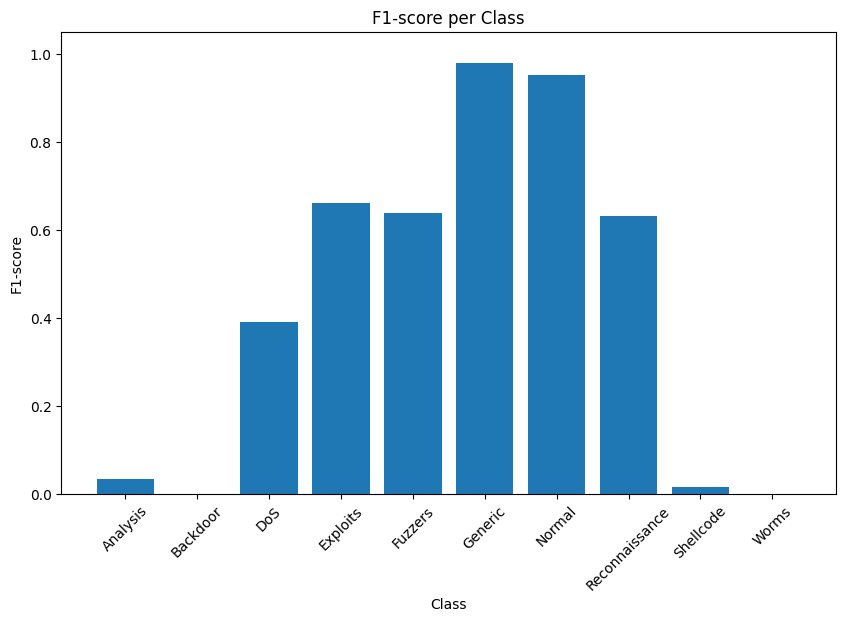 F1-score per Class
1.0
0.8
0.6
0.4
0.2
0.0
F1-score
Analysis
Backdoor
DoS
Exploits
Fuzzers
Generic
Normal
Reconnaissance
Shellcode
Worms
Class